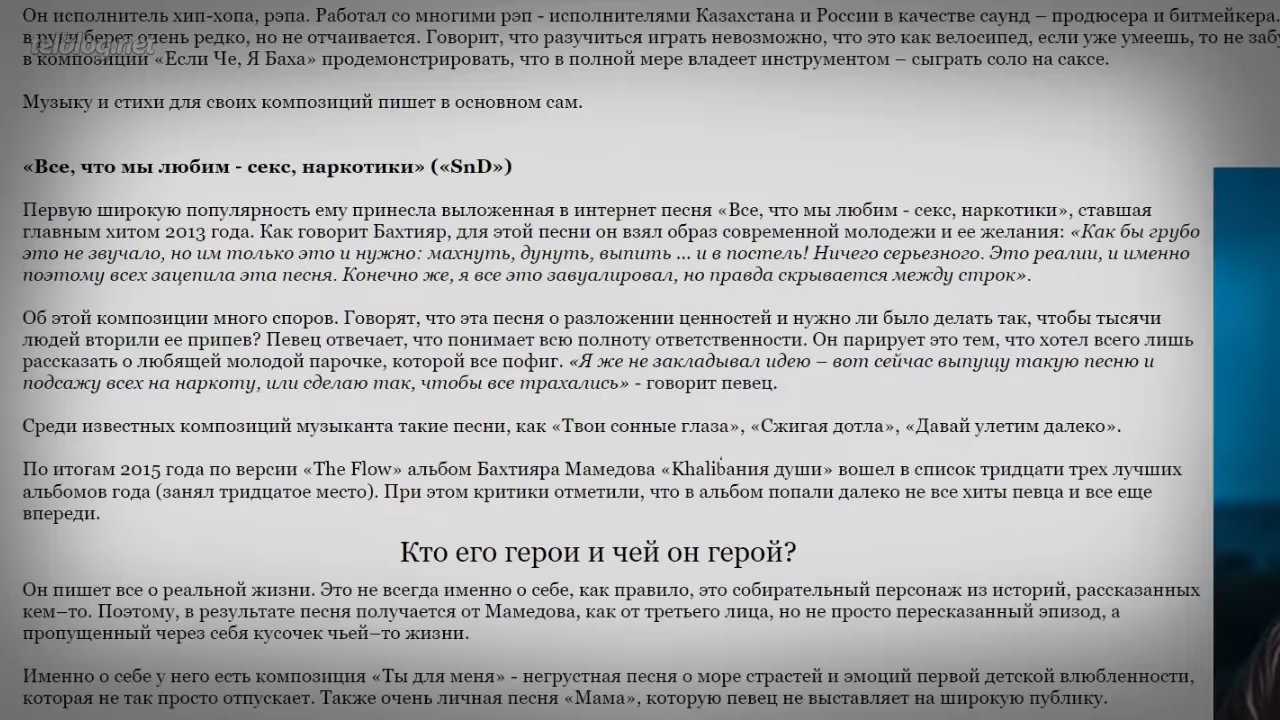 Он исполнитель хип-хопа, рэпа. Работал со многими рэп - исполнителями Казахстана и России в качестве саунд – продюсера и битмейкера.
берет очень редко, но не отчаивается. Говорит, что разучиться играть невозможно, что это как велосипед, если уже умеешь, то не
telblog.net
в композиции «Если Че, Я Баха» продемонстрировать, что в полной мере владеет инструментом – сыграть соло на саксе.
Музыку и стихи для своих композиций пишет в основном сам.
«Все, что мы любим - секс, наркотики» («SnD»)
Первую широкую популярность ему принесла выложенная в интернет песня «Все, что мы любим - секс, наркотики», ставшая
главным хитом 2013 года. Как говорит Бахтияр, для этой песни он взял образ современной молодежи и ее желания: «Как бы грубо
это не звучало, но им только это и нужно: махнуть, дунуть, выпить ... и в постель! Ничего серьезного. Это реалии, и именно
поэтому всех зацепила эта песня. Конечно же, я все это завуалировал, но правда скрывается между строк».
Об этой композиции много споров. Говорят, что эта песня о разложении ценностей и нужно ли было делать так, чтобы тысячи
людей вторили ее припев? Певец отвечает, что понимает всю полноту ответственности. Он парирует это тем, что хотел всего лишь
рассказать о любящей молодой парочке, которой все пофиг. «Я же не закладывал идею – вот сейчас выпущу такую песню и
подсажу всех на наркоту, или сделаю так, чтобы все трахались» - говорит певец.
Среди известных композиций музыканта такие песни, как «Твои сонные глаза», «Сжигая дотла», «Давай улетим далеко».
По итогам 2015 года по версии «The Flow» альбом Бахтияра Мамедова «Khalibания души» вошел в список тридцати трех лучших
альбомов года (занял тридцатое место). При этом критики отметили, что в альбом попали далеко не все хиты певца и все еще
впереди.
Кто его герои и чей он герой?
Он пишет все о реальной жизни. Это не всегда именно о себе, как правило, это собирательный персонаж из историй, рассказанных
кем–то. Поэтому, в результате песня получается от Мамедова, как от третьего лица, но не просто пересказанный эпизод, а
пропущенный через себя кусочек чьей–то жизни.
Именно о себе у него есть композиция «Ты для меня» - негрустная песня о море страстей и эмоций первой детской влюбленности,
которая не так просто отпускает. Также очень личная песня «Мама», которую певец не выставляет на широкую публику.